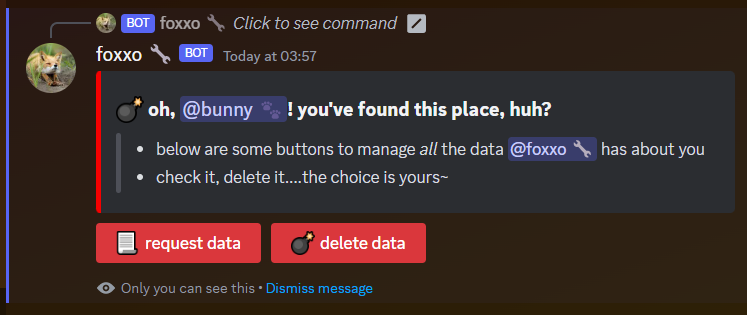 BOT foxxo 🔧 Click to see command
foxxo 🔧 BOT Today at 03:57
💣 oh, @bunny 🐾! you've found this place, huh?
• below are some buttons to manage all the data @foxxo 🔧 has about you
• check it, delete it....the choice is yours~
📃 request data 💣 delete data
Only you can see this • Dismiss message